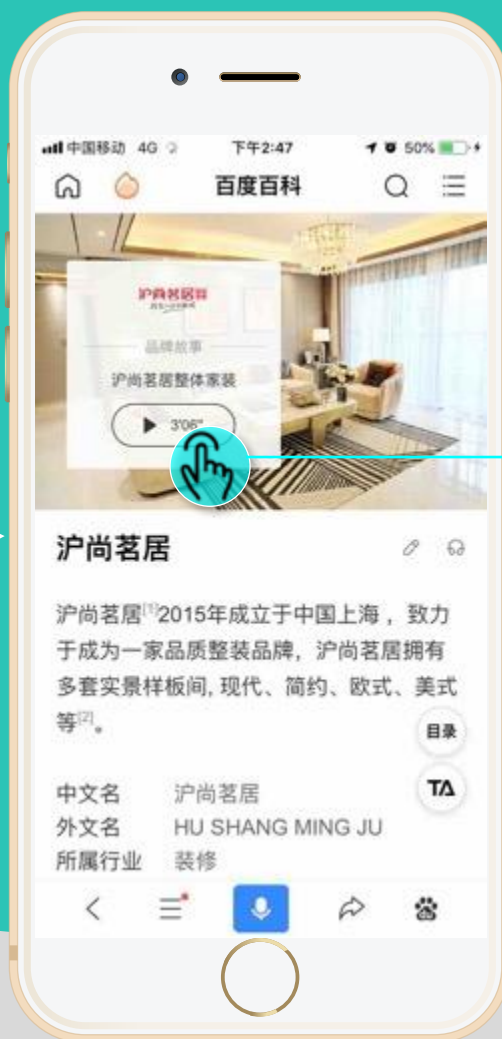 中国移动 4G 下午2:47 50%
百度百科
沪尚茗居
品牌故事
沪尚茗居整体家装
3'06"
沪尚茗居
沪尚茗居[1]2015年成立于中国上海，致力
于成为一家品质整装品牌，沪尚茗居拥有
多套实景样板间,现代、简约、欧式、美式
等[2]。
目录
TA
中文名 沪尚茗居
外文名 HU SHANG MING JU
所属行业 装修